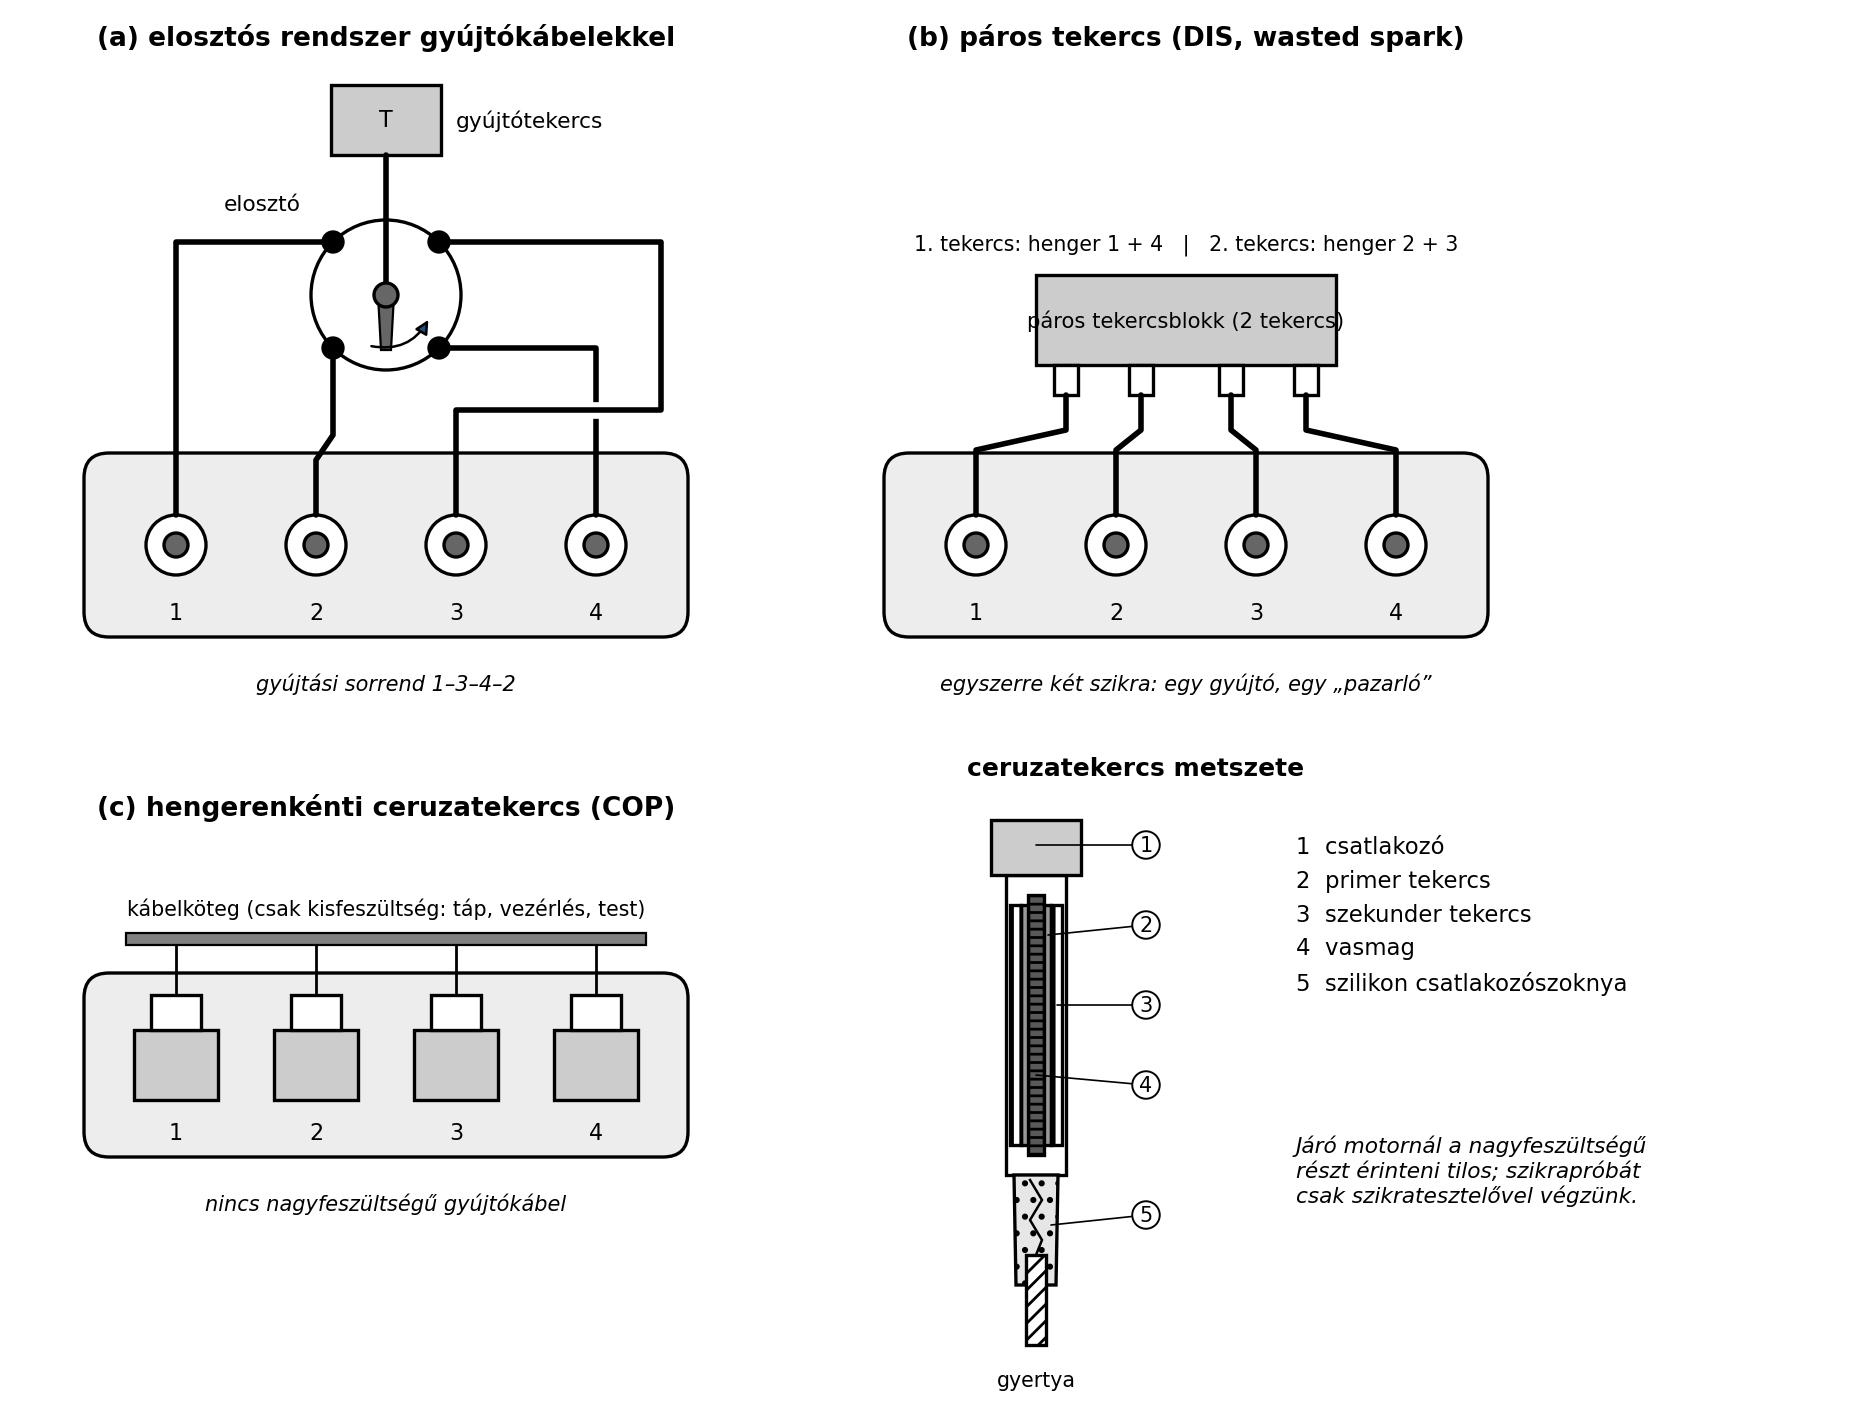 (a) elosztós rendszer gyújtókábelekkel
T
gyújtótekercs
elosztó
1 2 3 4
gyújtási sorrend 1–3–4–2
(b) páros tekercs (DIS, wasted spark)
1. tekercs: henger 1 + 4 | 2. tekercs: henger 2 + 3
páros tekercsblokk (2 tekercs)
1 2 3 4
egyszerre két szikra: egy gyújtó, egy „pazarló”
(c) hengerenkénti ceruzatekercs (COP)
kábelköteg (csak kisfeszültség: táp, vezérlés, test)
1 2 3 4
nincs nagyfeszültségű gyújtókábel
ceruzatekercs metszete
1
2
3
4
5
gyertya
1 csatlakozó
2 primer tekercs
3 szekunder tekercs
4 vasmag
5 szilikon csatlakozószoknya
Járó motornál a nagyfeszültségű
részt érinteni tilos; szikrapróbát
csak szikratesztelővel végzünk.